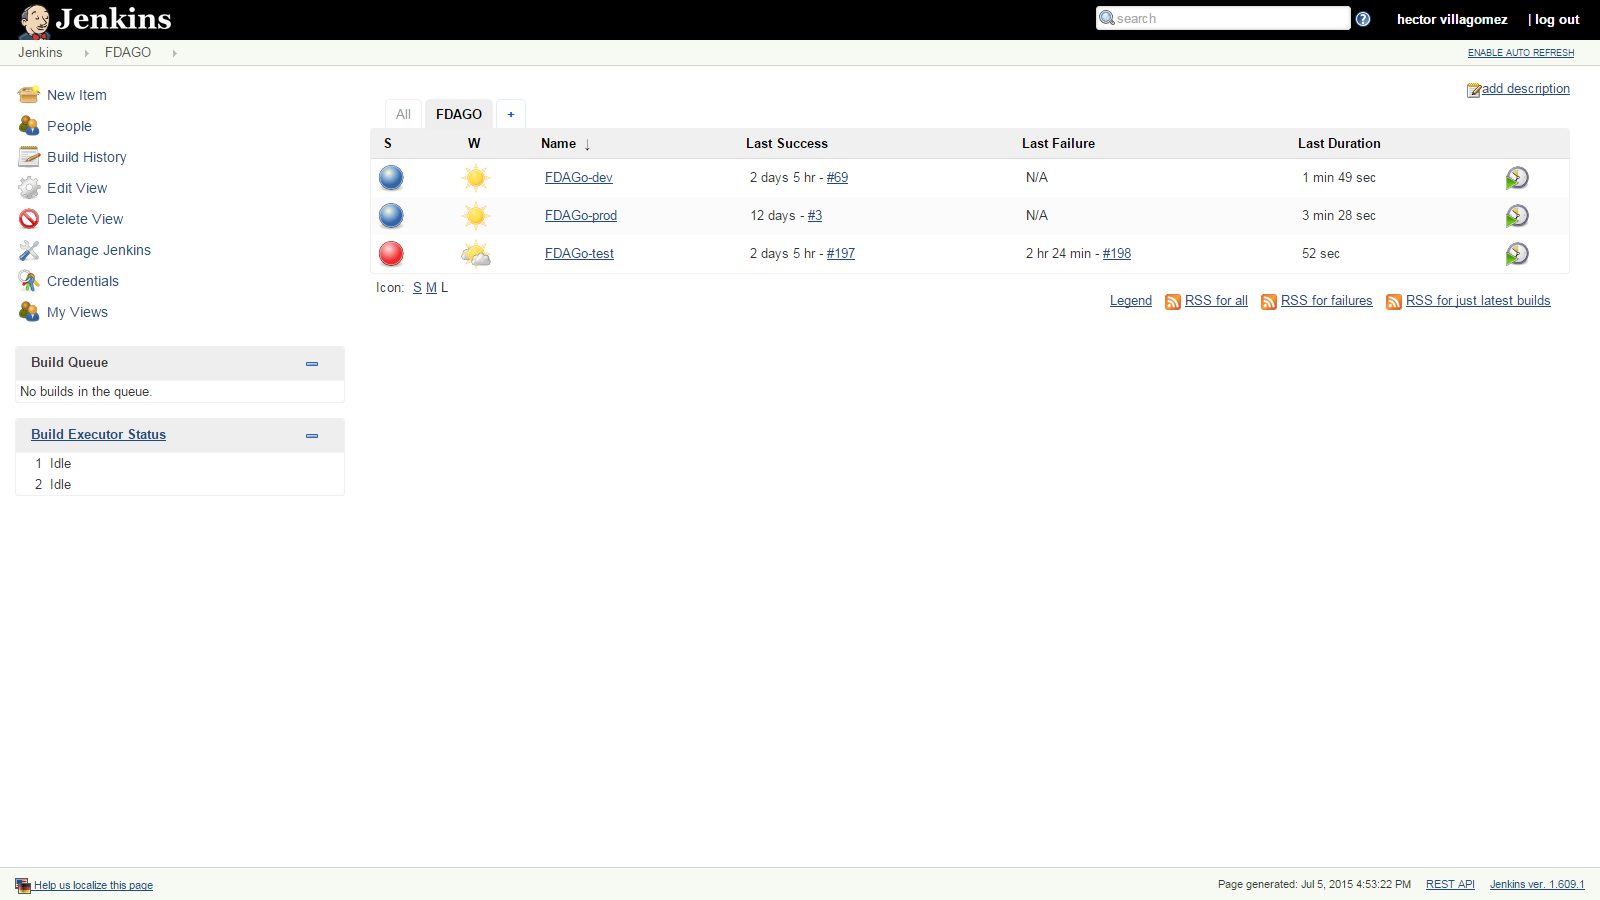 Jenkins
search
hector villagomez | log out
Jenkins FDAGO
ENABLE AUTO REFRESH
New Item
People
Build History
Edit View
Delete View
Manage Jenkins
Credentials
My Views
Build Queue
No builds in the queue.
Build Executor Status
1 Idle
2 Idle
add description
All FDAGO +
S W Name ↓ Last Success Last Failure Last Duration
FDAGo-dev 2 days 5 hr - #69 N/A 1 min 49 sec
FDAGo-prod 12 days - #3 N/A 3 min 28 sec
FDAGo-test 2 days 5 hr - #197 2 hr 24 min - #198 52 sec
Icon: S M L
Legend RSS for all RSS for failures RSS for just latest builds
Help us localize this page
Page generated: Jul 5, 2015 4:53:22 PM REST API Jenkins ver. 1.609.1